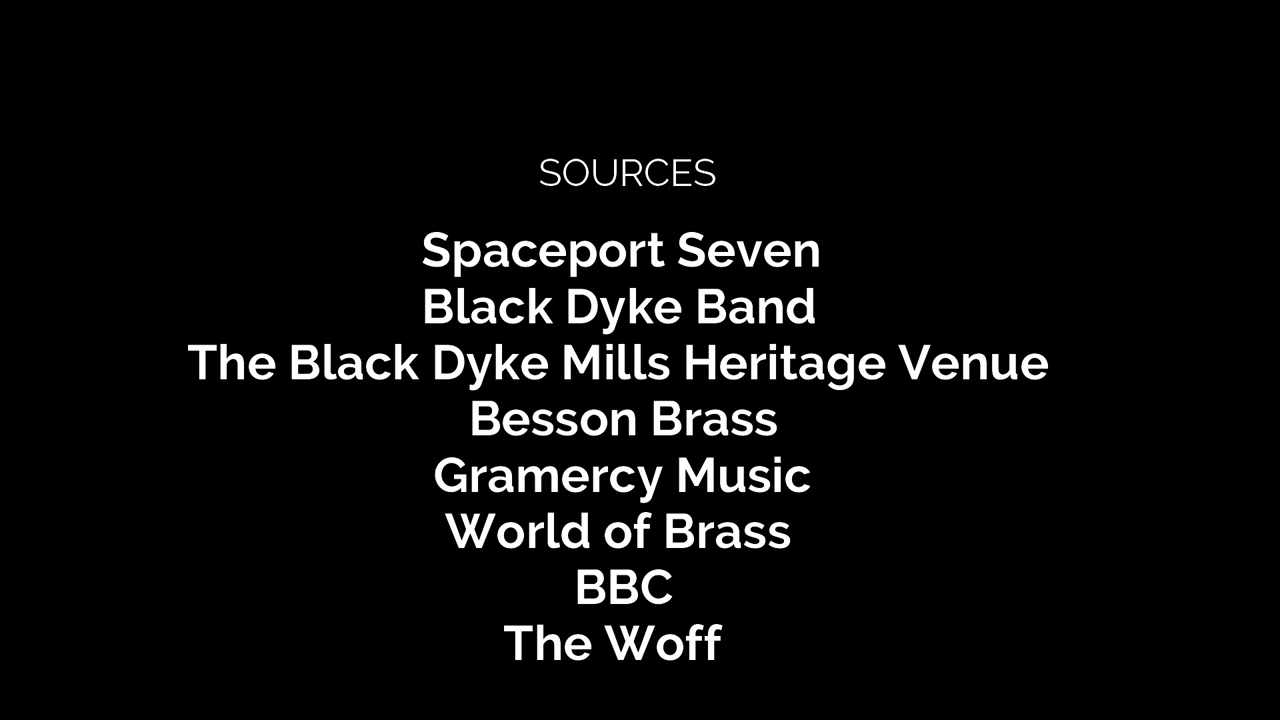 SOURCES
Spaceport Seven
Black Dyke Band
The Black Dyke Mills Heritage Venue
Besson Brass
Gramercy Music
World of Brass
BBC
The Woff